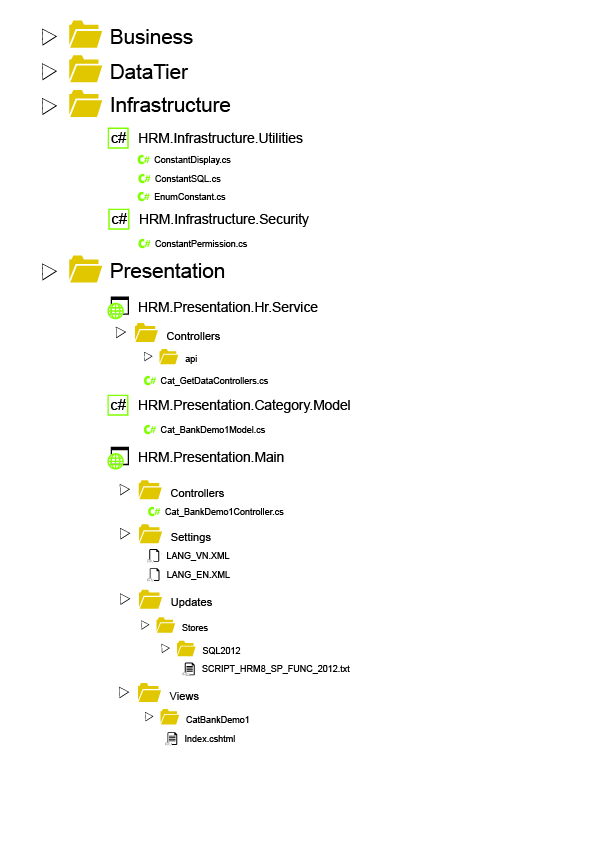 Business
DataTier
Infrastructure
c# HRM.Infrastructure.Utilities
C# ConstantDisplay.cs
C# ConstantSQL.cs
C# EnumConstant.cs
c# HRM.Infrastructure.Security
C# ConstantPermission.cs
Presentation
HRM.Presentation.Hr.Service
Controllers
api
C# Cat_GetDataControllers.cs
c# HRM.Presentation.Category.Model
C# Cat_BankDemo1Model.cs
HRM.Presentation.Main
Controllers
C# Cat_BankDemo1Controller.cs
Settings
LANG_VN.XML
LANG_EN.XML
Updates
Stores
SQL2012
SCRIPT_HRM8_SP_FUNC_2012.txt
Views
CatBankDemo1
Index.cshtml